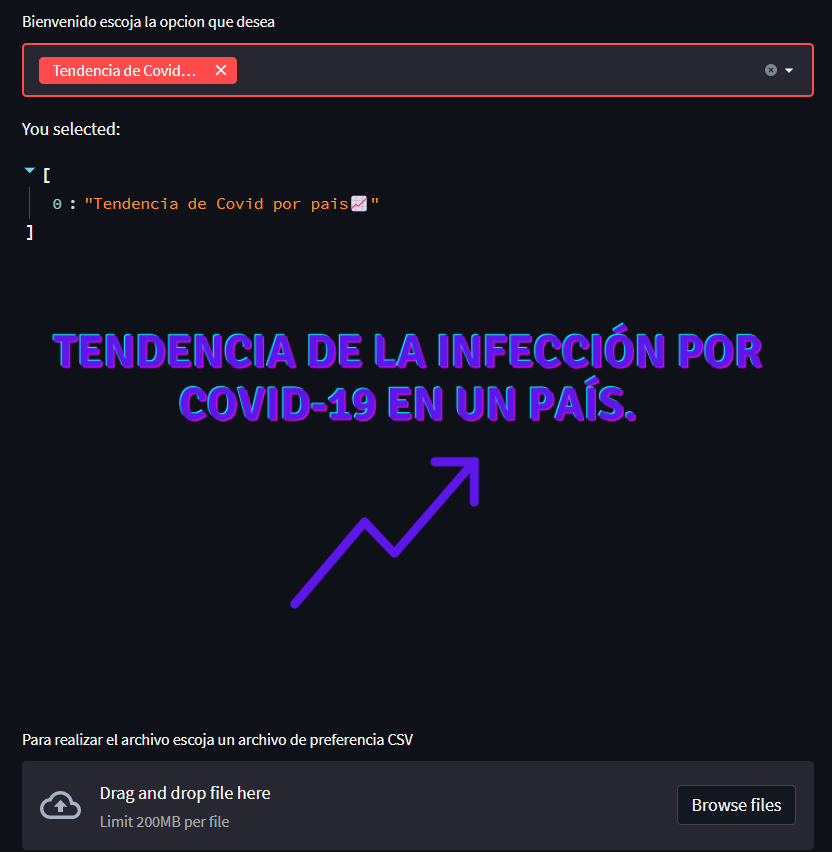 Bienvenido escoja la opcion que desea
Tendencia de Covid...
You selected:
[
0 : "Tendencia de Covid por pais📈"
]
TENDENCIA DE LA INFECCIÓN POR
COVID-19 EN UN PAÍS.
Para realizar el archivo escoja un archivo de preferencia CSV
Drag and drop file here
Browse files
Limit 200MB per file